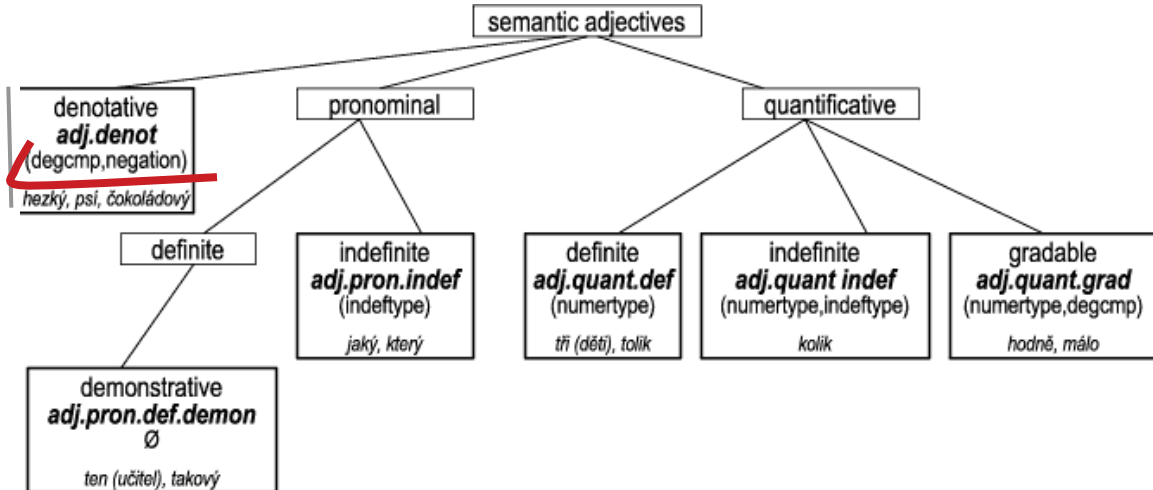 semantic adjectives
denotative
adj.denot
(degcmp,negation)
hezký, psí, čokoládový
pronominal
quantificative
definite
indefinite
adj.pron.indef
(indeftype)
jaký, který
definite
adj.quant.def
(numertype)
tři (děti), tolik
indefinite
adj.quant indef
(numertype,indeftype)
kolik
gradable
adj.quant.grad
(numertype,degcmp)
hodně, málo
demonstrative
adj.pron.def.demon
Ø
ten (učitel), takový